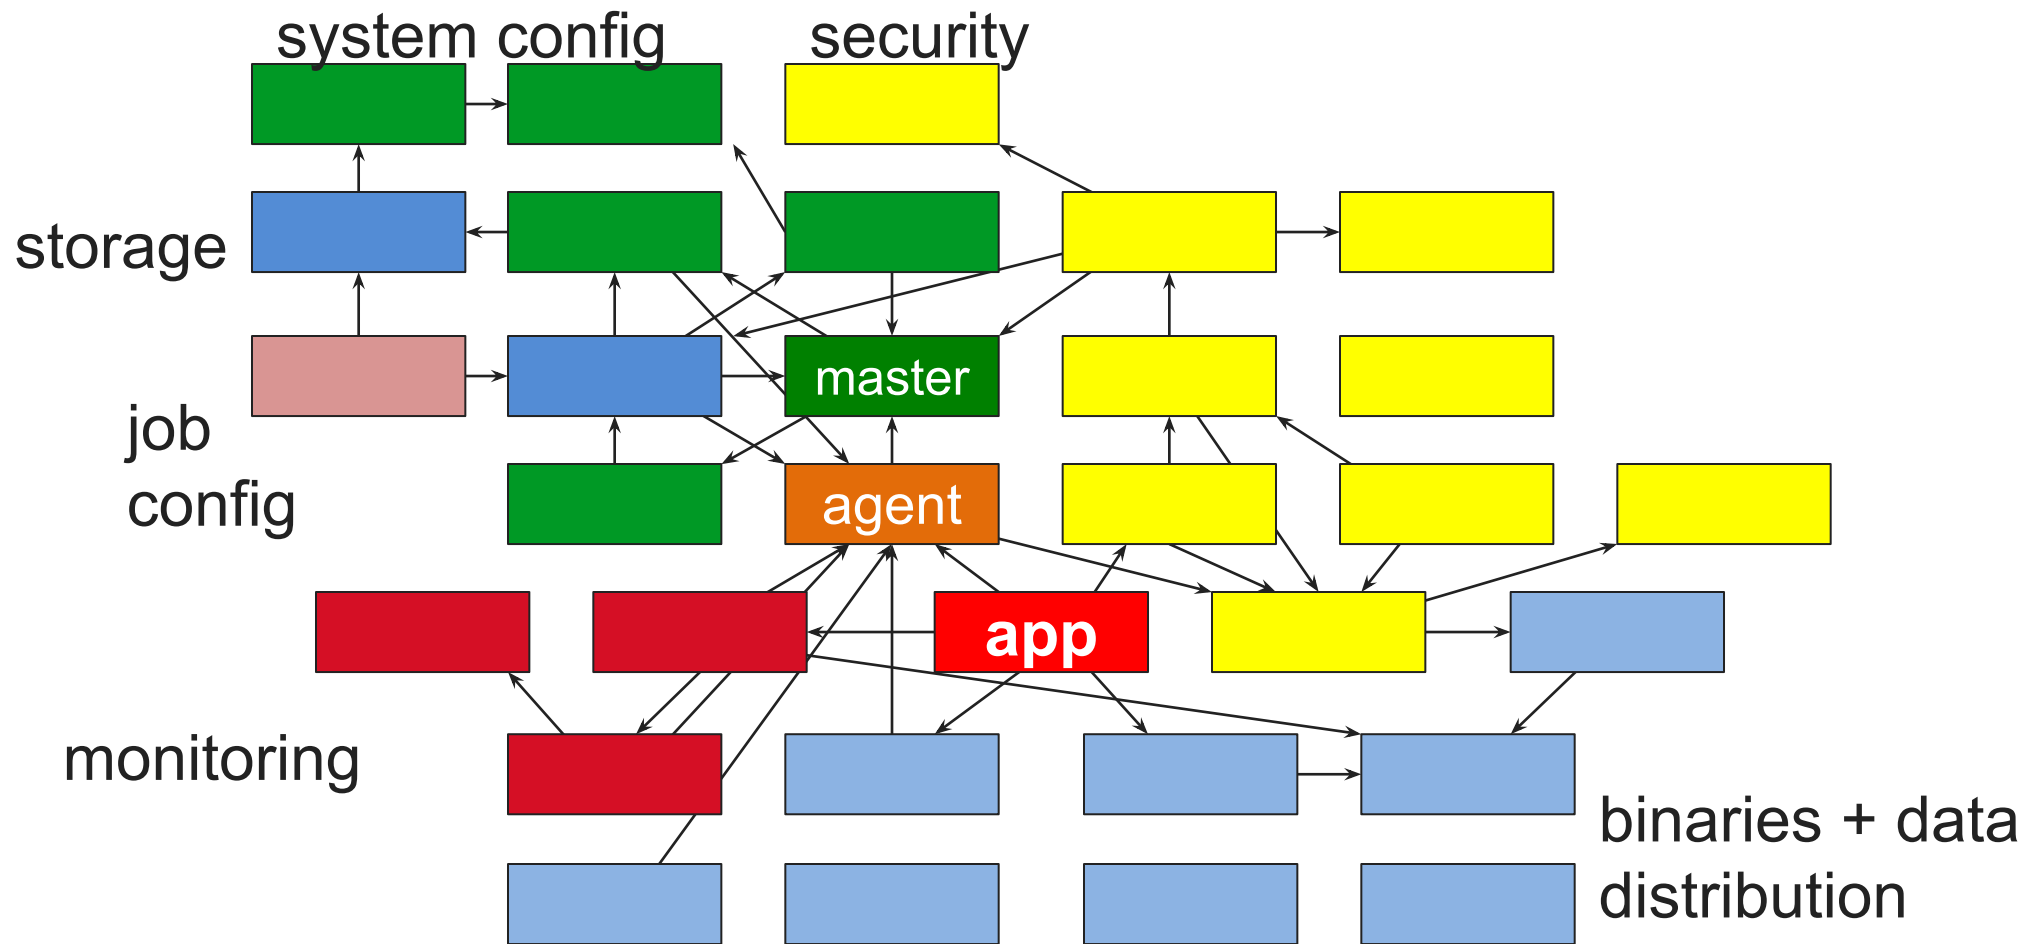 system config
security
storage
master
job
config
agent
app
monitoring
binaries + data
distribution